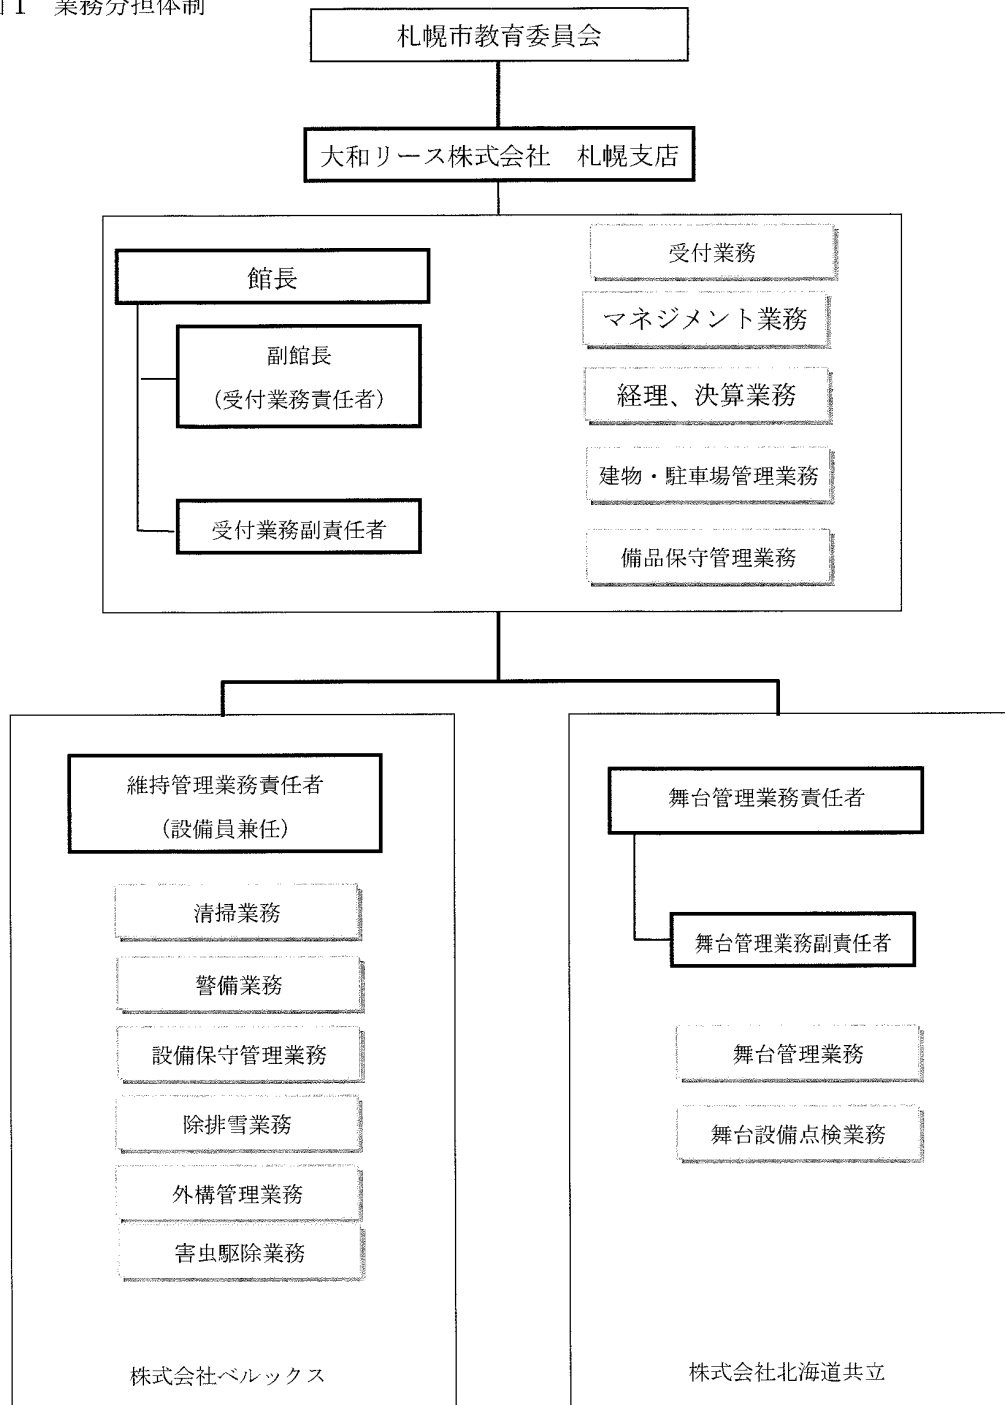 1 業務分担体制
札幌市教育委員会
大和リース株式会社 札幌支店
館長
副館長
(受付業務責任者)
受付業務副責任者
受付業務
マネジメント業務
経理、決算業務
建物・駐車場管理業務
備品保守管理業務
維持管理業務責任者
(設備員兼任)
清掃業務
警備業務
設備保守管理業務
除排雪業務
外構管理業務
害虫駆除業務
株式会社ベルックス
舞台管理業務責任者
舞台管理業務副責任者
舞台管理業務
舞台設備点検業務
株式会社北海道共立